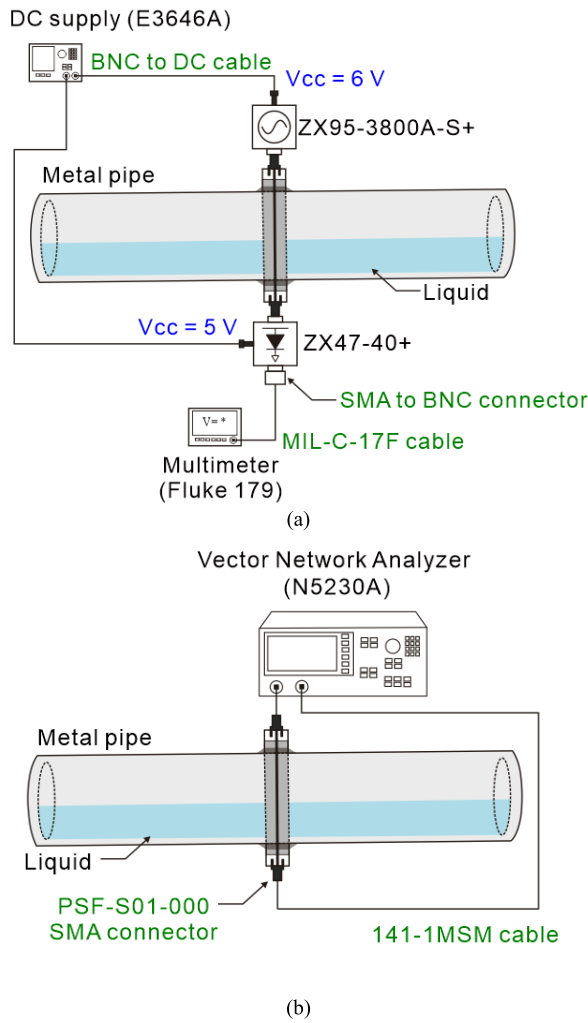 DC supply (E3646A)
BNC to DC cable
Vcc = 6 V
ZX95-3800A-S+
Metal pipe
Liquid
Vcc = 5 V
ZX47-40+
SMA to BNC connector
V= *
MIL-C-17F cable
Multimeter
(Fluke 179)
(a)
Vector Network Analyzer
(N5230A)
Metal pipe
Liquid
PSF-S01-000
SMA connector
141-1MSM cable
(b)